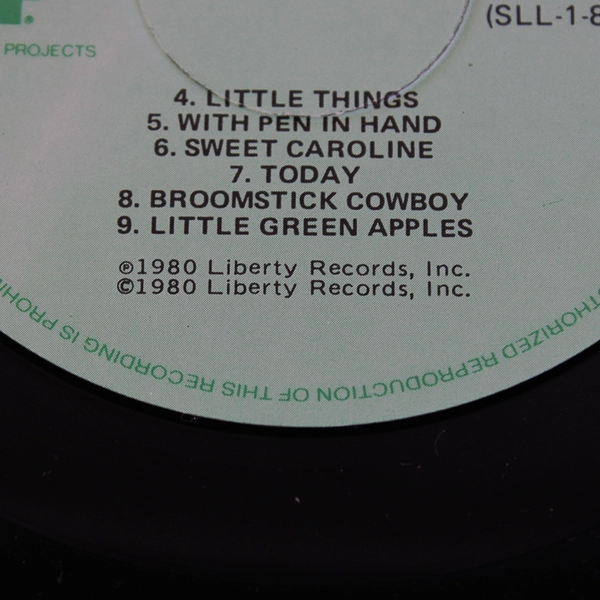 ®
PROJECTS
(SLL-1-8
4. LITTLE THINGS
5. WITH PEN IN HAND
6. SWEET CAROLINE
7. TODAY
8. BROOMSTICK COWBOY
9. LITTLE GREEN APPLES
℗1980 Liberty Records, Inc.
©1980 Liberty Records, Inc.
UTHORIZED REPRODUCTION OF THIS RECORDING IS PROHI